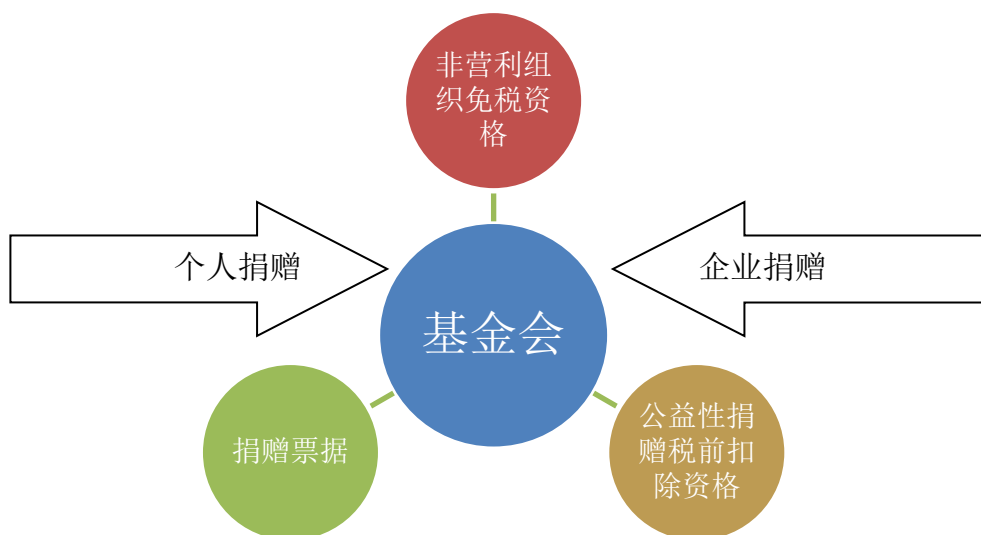 非营利组
织免税资
格
个人捐赠
企业捐赠
基金会
捐赠票据
公益性捐
赠税前扣
除资格